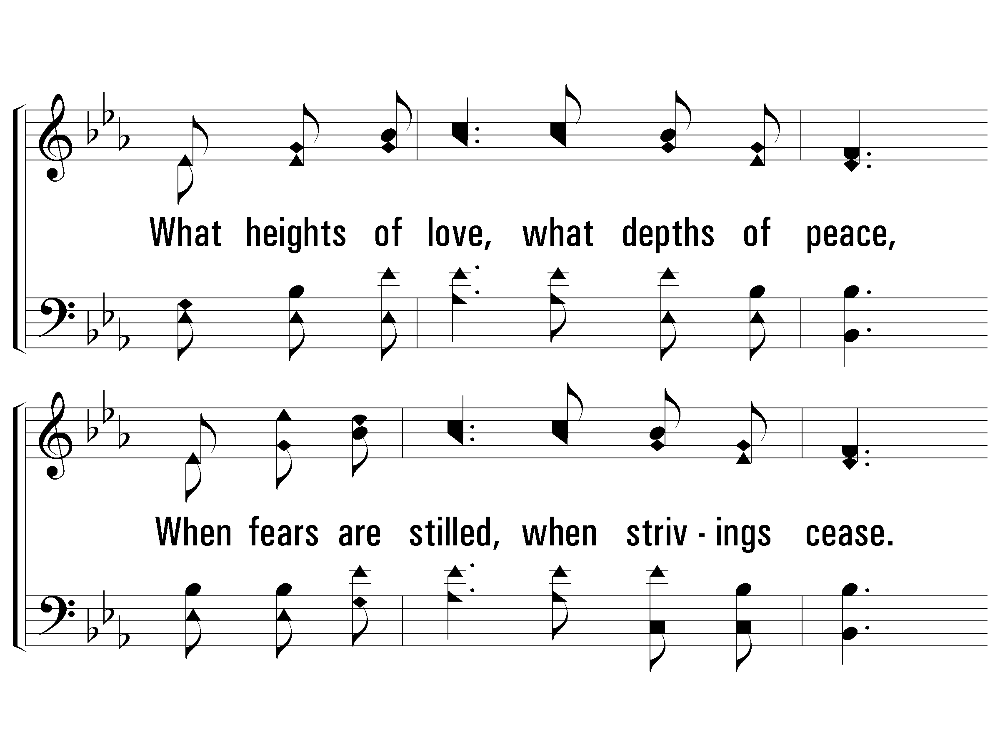 What heights of love, what depths of peace,
When fears are stilled, when striv - ings cease.